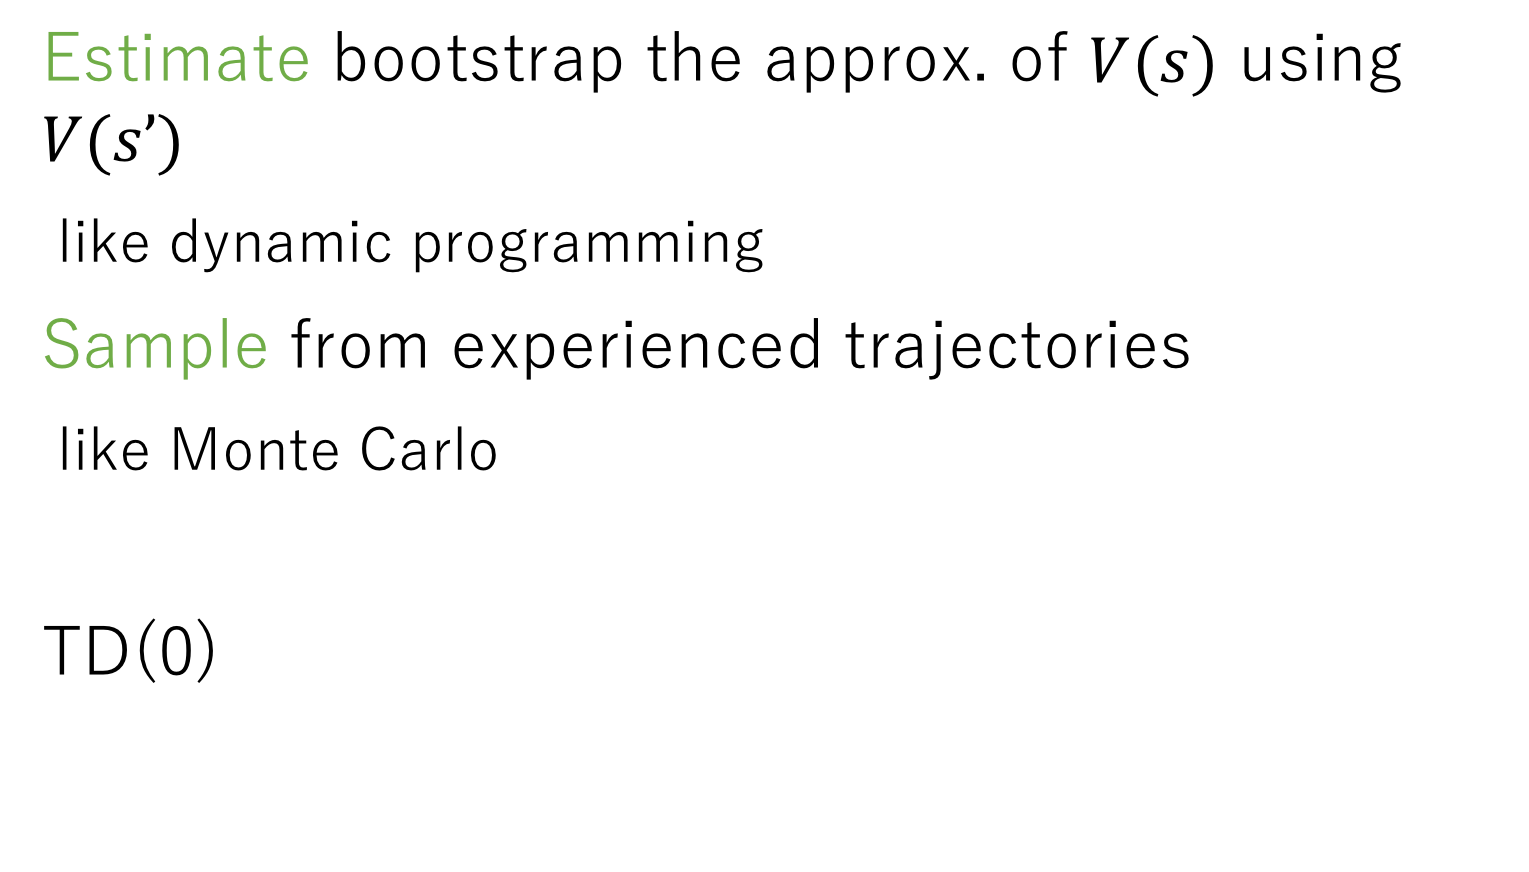 Estimate bootstrap the approx. of V(s) using
V(s’)
like dynamic programming
Sample from experienced trajectories
like Monte Carlo
TD(0)